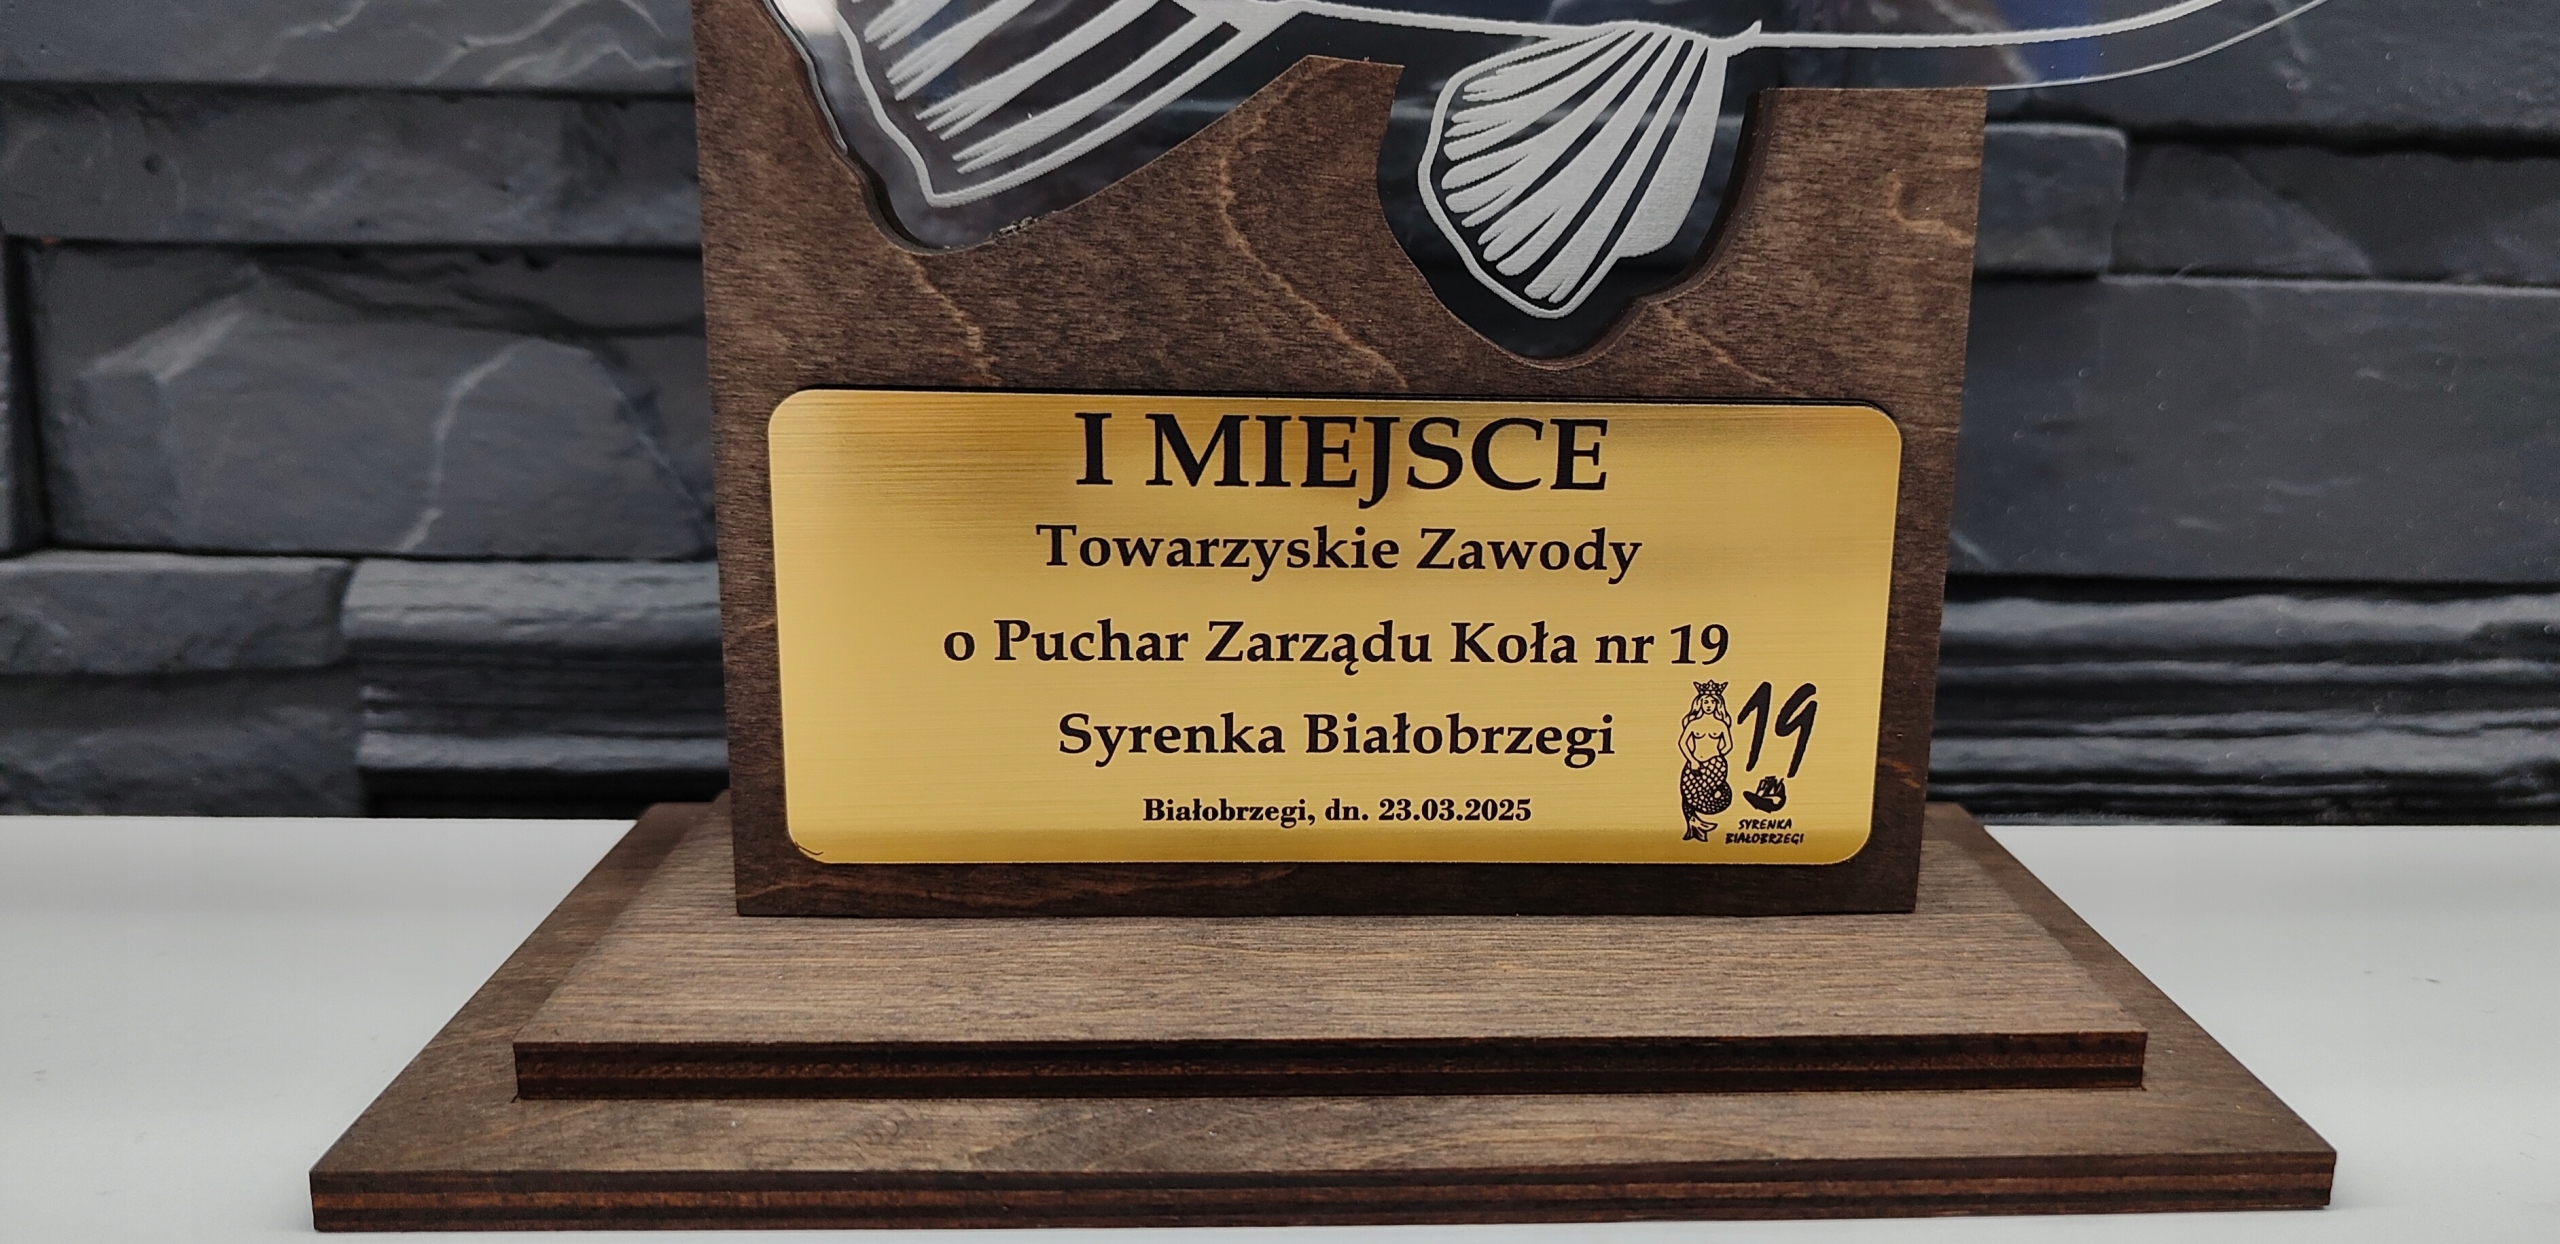 I MIEJSCE
Towarzyskie Zawody
o Puchar Zarządu Koła nr 19
Syrenka Białobrzegi
Białobrzegi, dn. 23.03.2025
19
SYRENKA
BIAŁOBRZEGI